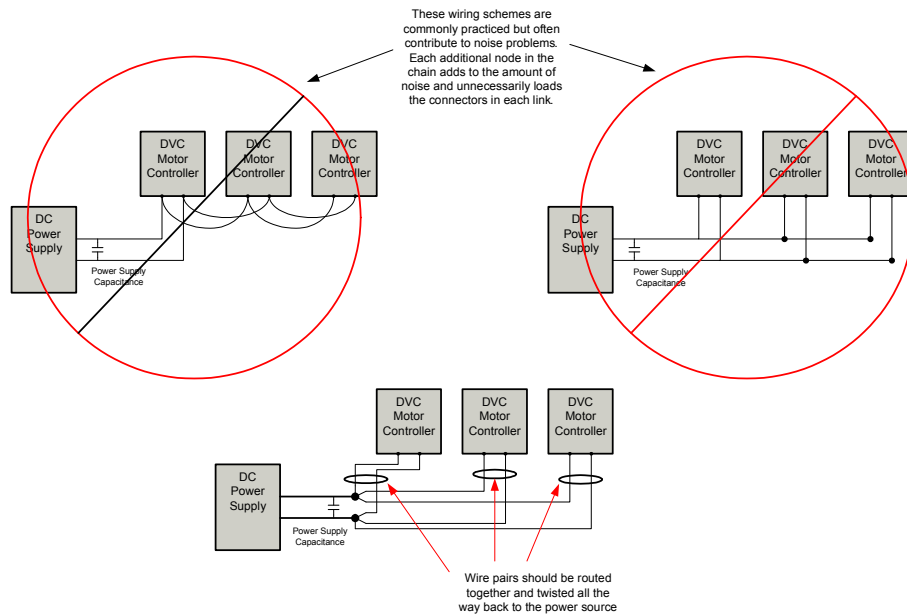 These wiring schemes are
commonly practiced but often
contribute to noise problems.
Each additional node in the
chain adds to the amount of
noise and unnecessarily loads
the connectors in each link.
DVC
Motor
Controller
DVC
Motor
Controller
DVC
Motor
Controller
DC
Power
Supply
Power Supply
Capacitance
DVC
Motor
Controller
DVC
Motor
Controller
DVC
Motor
Controller
DC
Power
Supply
Power Supply
Capacitance
DVC
Motor
Controller
DVC
Motor
Controller
DVC
Motor
Controller
DC
Power
Supply
Power Supply
Capacitance
Wire pairs should be routed
together and twisted all the
way back to the power source